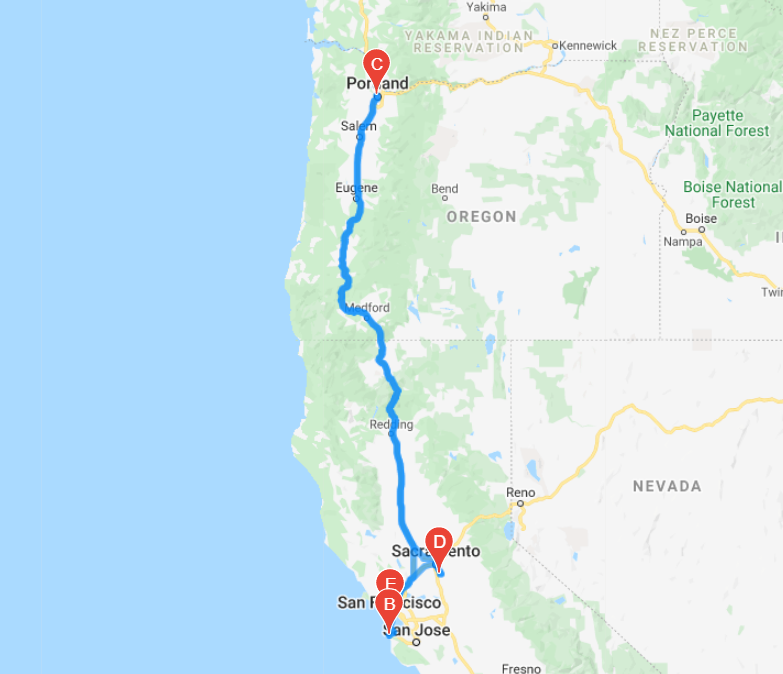 Yakima
YAKAMA INDIAN
RESERVATION
NEZ PERCE
RESERVATION
Kennewick
C
Portland
Salem
Payette
National Forest
Eugene
Bend
Boise National
Forest
OREGON
Boise
Nampa
Twin
Medford
Redding
NEVADA
Reno
D
Sacramento
E
San Francisco
B
San Jose
Fresno